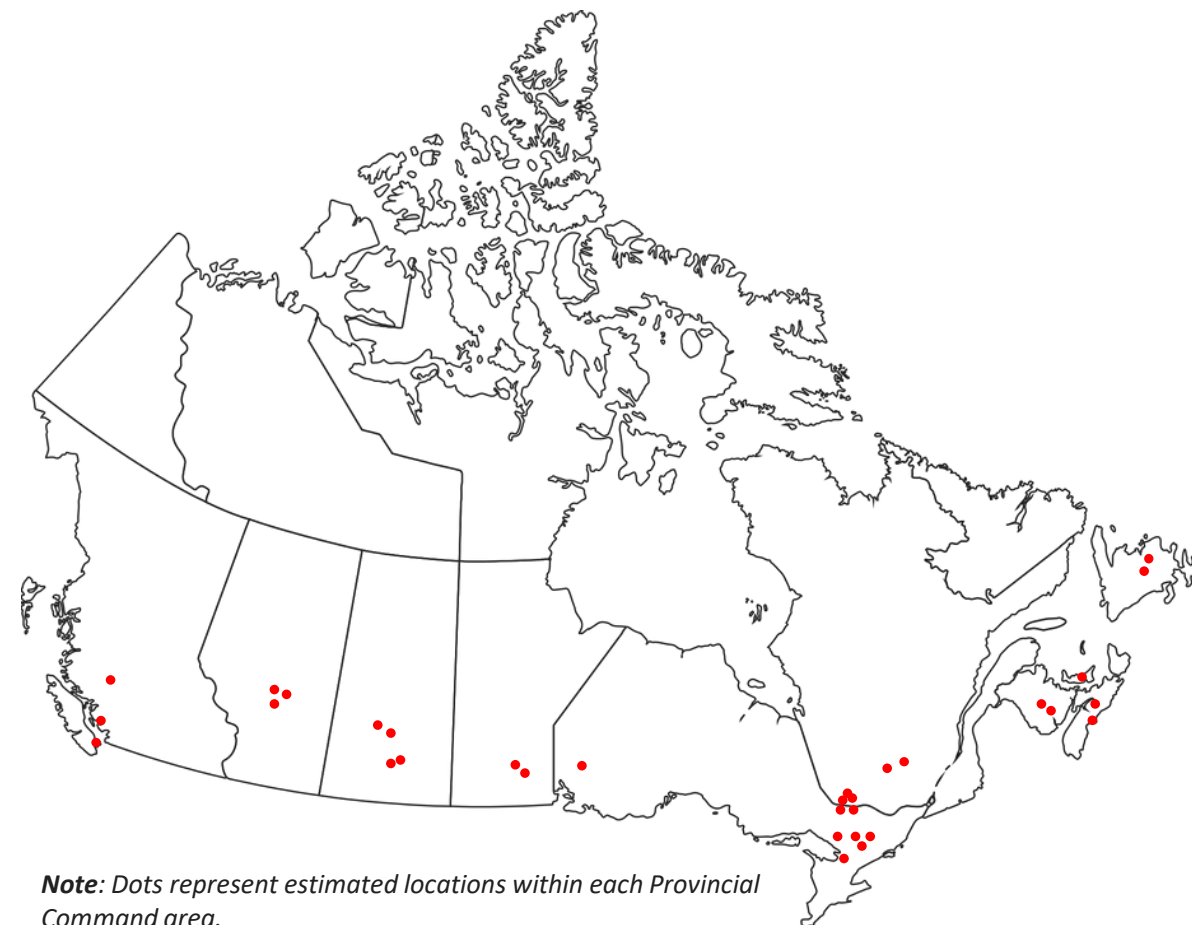 Note: Dots represent estimated locations within each Provincial
Command area.